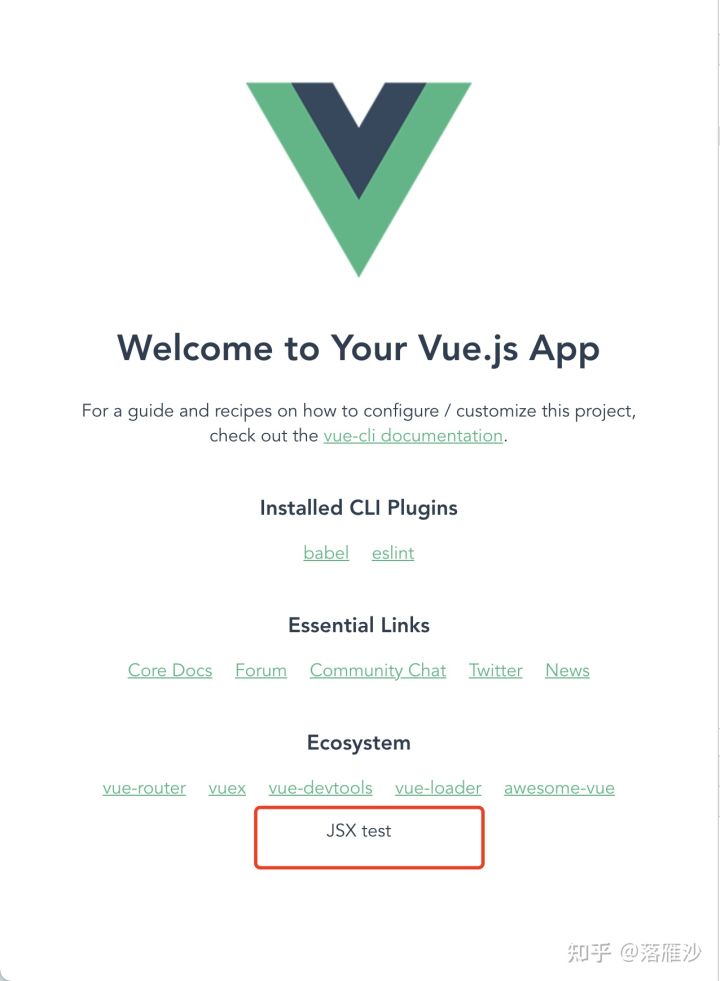 Welcome to Your Vue.js App
For a guide and recipes on how to configure / customize this project,
check out the vue-cli documentation.
Installed CLI Plugins
babel eslint
Essential Links
Core Docs Forum Community Chat Twitter News
Ecosystem
vue-router vuex vue-devtools vue-loader awesome-vue
JSX test
知乎 @落雁沙